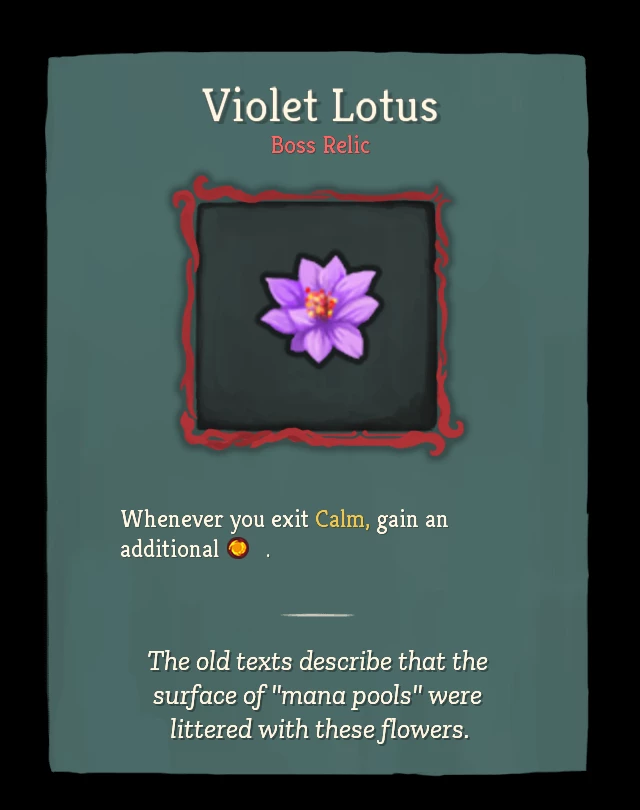 Violet Lotus
Boss Relic
Whenever you exit Calm, gain an
additional .
The old texts describe that the
surface of "mana pools" were
littered with these flowers.